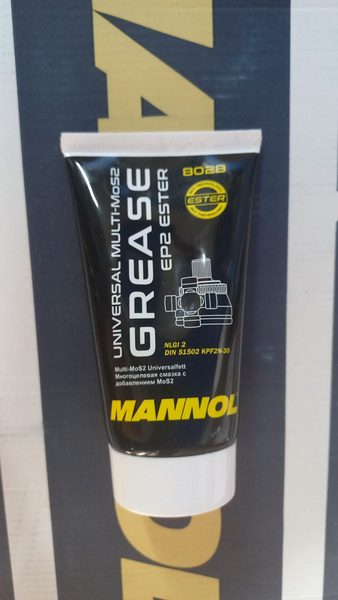 8028
ESTER
UNIVERSAL MULTI-MoS2
GREASE
EP2 ESTER
NLGI 2
DIN 51502 KPF2N-30
Multi-MoS2 Universalfett
Многоцелевая смазка с
добавлением MoS2
MANNOL